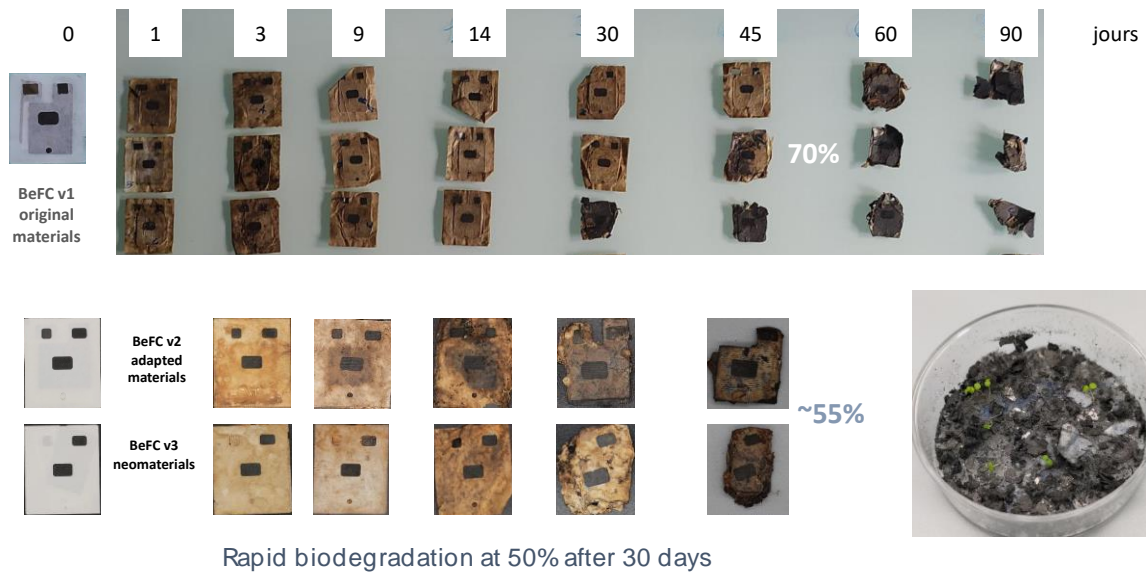 0 1 3 9 14 30 45 60 90 jours
70%
BeFC v1
original
materials
BeFC v2
adapted
materials
~55%
BeFC v3
neomaterials
Rapid biodegradation at 50% after 30 days